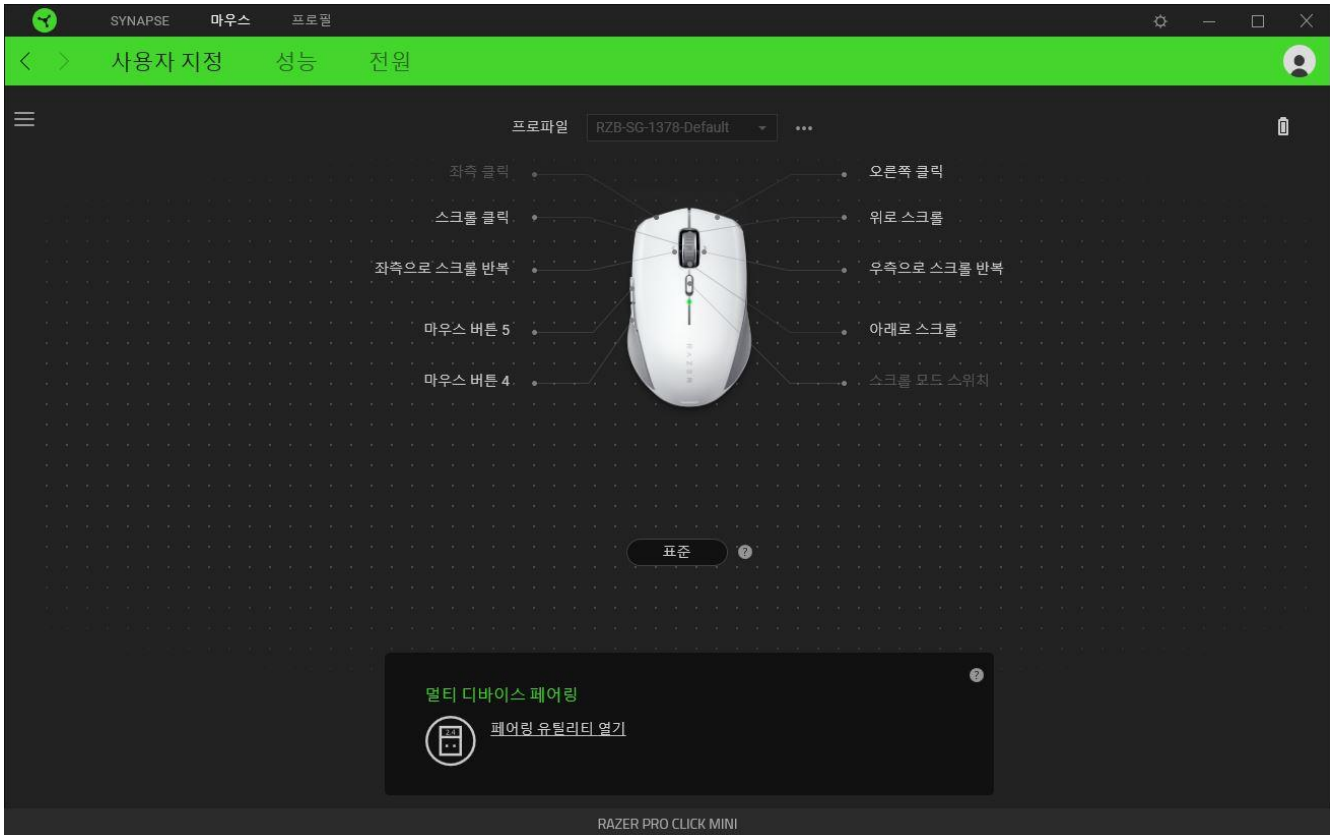 SYNAPSE 마우스 프로필
사용자 지정 성능 전원
프로파일 RZB-SG-1378-Default
좌측 클릭 오른쪽 클릭
스크롤 클릭 위로 스크롤
좌측으로 스크롤 반복 우측으로 스크롤 반복
마우스 버튼 5 아래로 스크롤
마우스 버튼 4 스크롤 모드 스위치
RAZER
표준 ?
?
멀티 디바이스 페어링
2.4
페어링 유틸리티 열기
RAZER PRO CLICK MINI